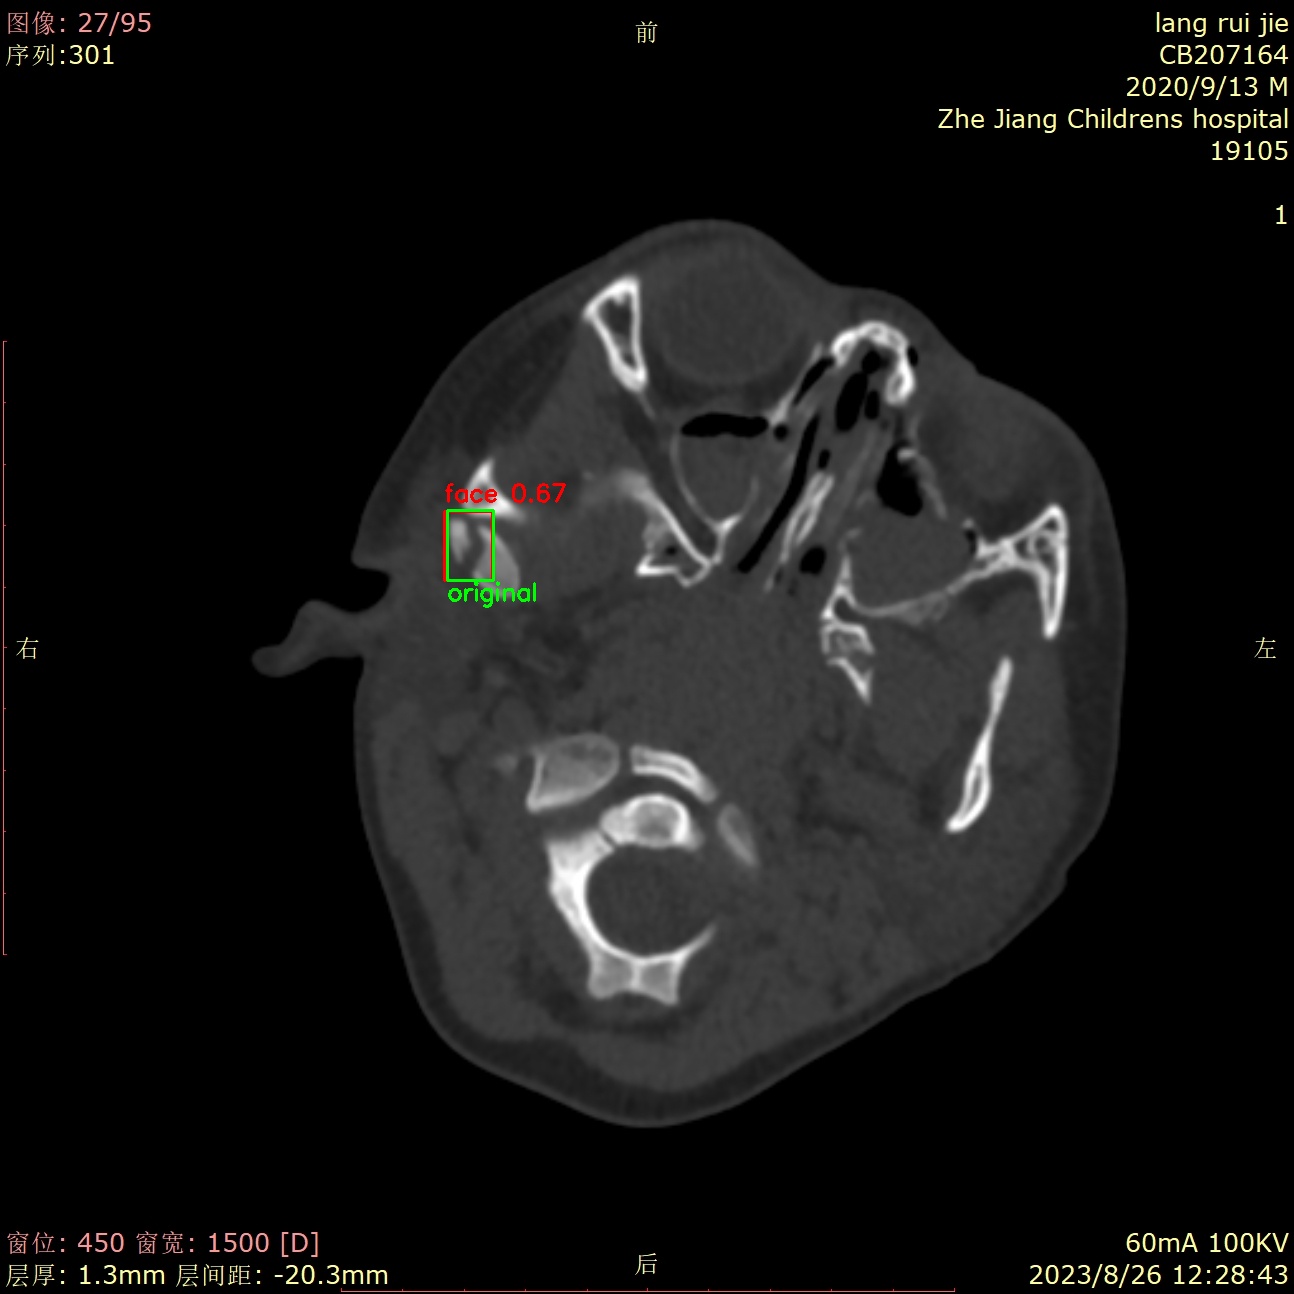 图像: 27/95
序列:301
前
lang rui jie
CB207164
2020/9/13 M
Zhe Jiang Childrens hospital
19105
1
face 0.67
original
右
左
窗位: 450 窗宽: 1500 [D]
层厚: 1.3mm 层间距: -20.3mm
后
60mA 100KV
2023/8/26 12:28:43